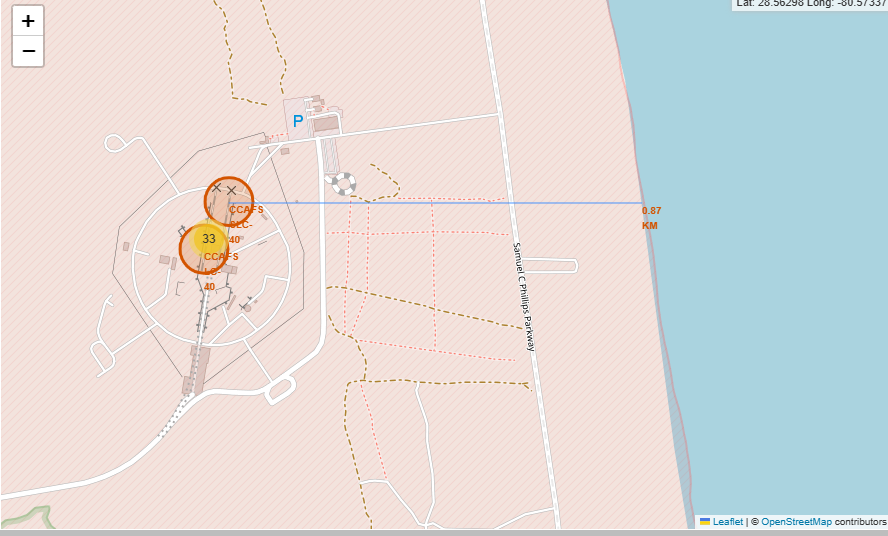 +
−
Lat: 28.56298 Long: -80.57337
P
CCAFS
SLC-
40
33
CCAFS
LC-
40
0.87
KM
Samuel C Phillips Parkway
Leaflet | © OpenStreetMap contributors